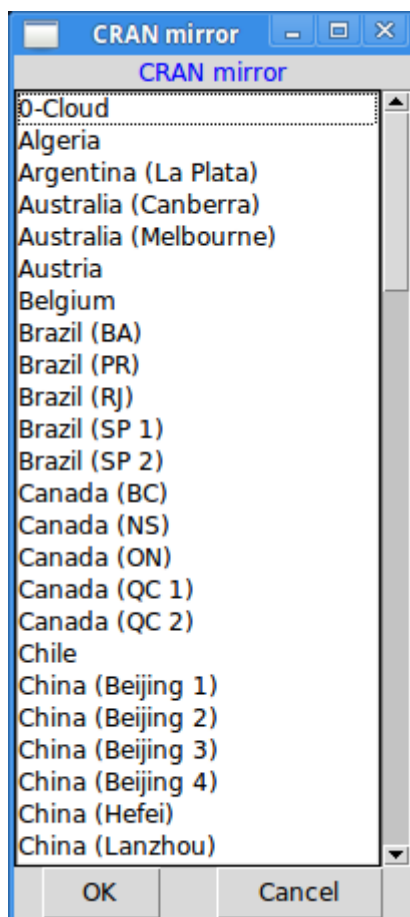 CRAN mirror
CRAN mirror
0-Cloud
Algeria
Argentina (La Plata)
Australia (Canberra)
Australia (Melbourne)
Austria
Belgium
Brazil (BA)
Brazil (PR)
Brazil (RJ)
Brazil (SP 1)
Brazil (SP 2)
Canada (BC)
Canada (NS)
Canada (ON)
Canada (QC 1)
Canada (QC 2)
Chile
China (Beijing 1)
China (Beijing 2)
China (Beijing 3)
China (Beijing 4)
China (Hefei)
China (Lanzhou)
OK Cancel